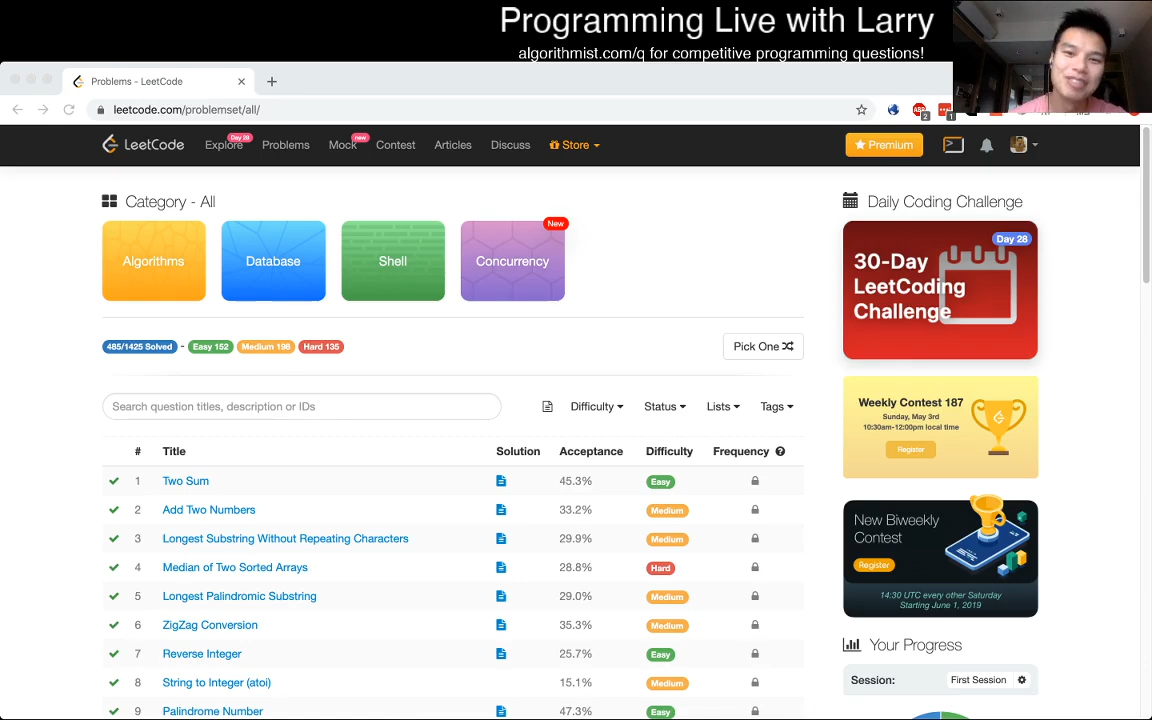 Programming Live with Larry
algorithmist.com/q for competitive programming questions!
Problems - LeetCode
leetcode.com/problemset/all/
2
1
LeetCode
Explore
Day 28
Problems
Mock
new
Contest
Articles
Discuss
Store
Premium
Category - All
Algorithms
Database
Shell
New
Concurrency
485/1425 Solved - Easy 152 Medium 198 Hard 135
Pick One
Search question titles, description or IDs
Difficulty Status Lists Tags
# Title Solution Acceptance Difficulty Frequency
1 Two Sum 45.3% Easy
2 Add Two Numbers 33.2% Medium
3 Longest Substring Without Repeating Characters 29.9% Medium
4 Median of Two Sorted Arrays 28.8% Hard
5 Longest Palindromic Substring 29.0% Medium
6 ZigZag Conversion 35.3% Medium
7 Reverse Integer 25.7% Easy
8 String to Integer (atoi) 15.1% Medium
9 Palindrome Number 47.3% Easy
Daily Coding Challenge
Day 28
30-Day
LeetCoding
Challenge
Weekly Contest 187
Sunday, May 3rd
10:30am-12:00pm local time
Register
New Biweekly
Contest
Register
14:30 UTC every other Saturday
Starting June 1, 2019
Your Progress
Session:
First Session